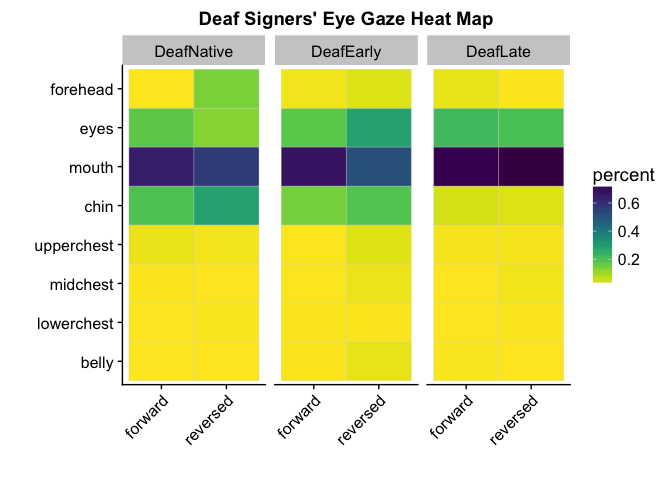 Deaf Signers' Eye Gaze Heat Map
DeafNative DeafEarly DeafLate
forehead
eyes
mouth
chin
upperchest
midchest
lowerchest
belly
percent
0.6
0.4
0.2
forward reversed forward reversed forward reversed